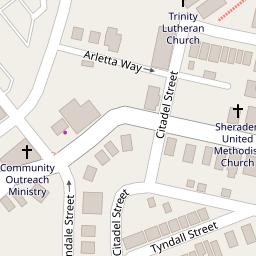 Trinity
Lutheran
Church
Arletta Way
Citadel Street
Sheraden
United
Methodist
Church
Community
Outreach
Ministry
ndale Street
Citadel Street
Tyndall Street